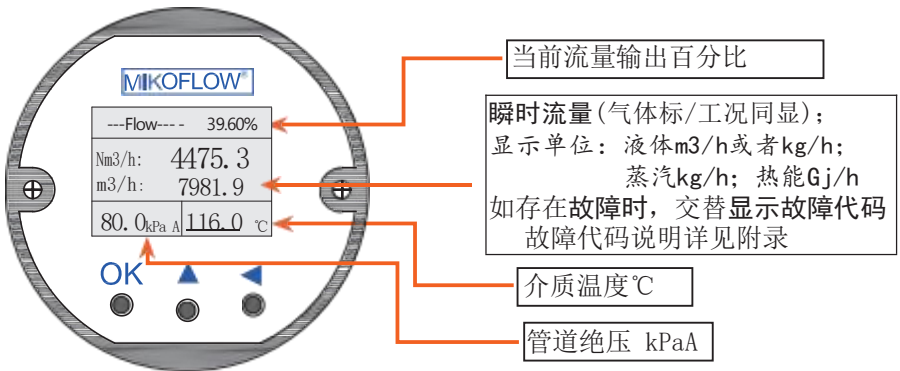 MIKOFLOW®
---Flow---- 39.60%
Nm3/h: 4475.3
m3/h: 7981.9
80.0kPa A 116.0 ℃
OK
当前流量输出百分比
瞬时流量(气体标/工况同显);
显示单位: 液体m3/h或者kg/h;
蒸汽kg/h; 热能Gj/h
如存在故障时, 交替显示故障代码
故障代码说明详见附录
介质温度℃
管道绝压 kPaA